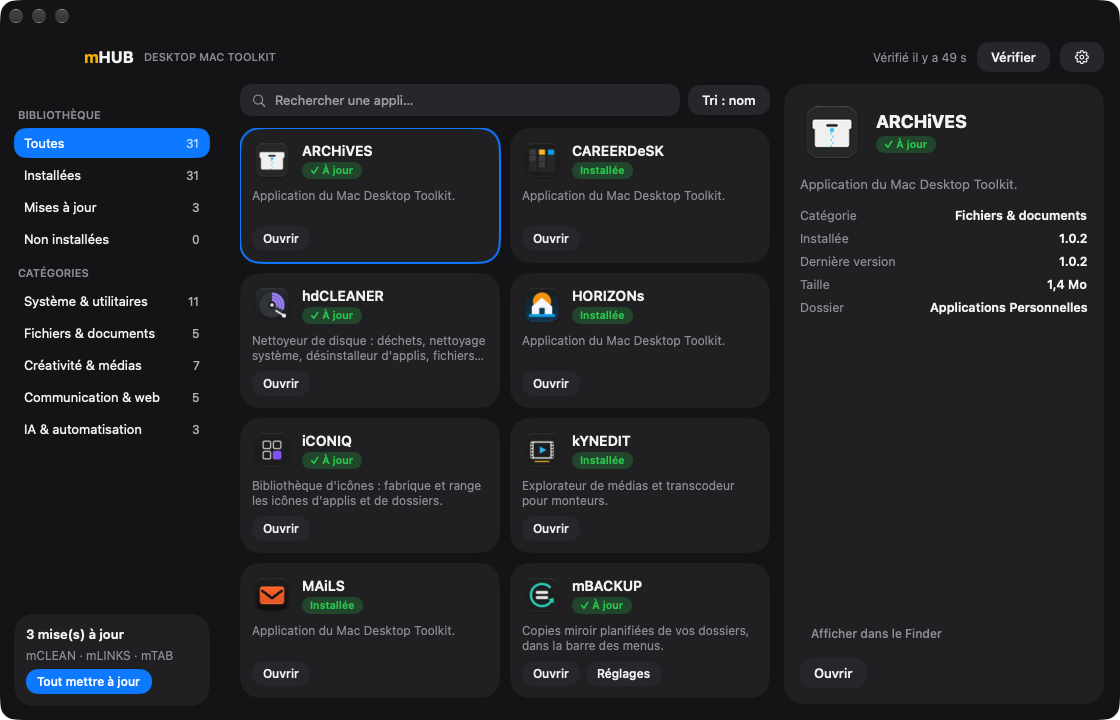 mHUB DESKTOP MAC TOOLKIT
Vérifié il y a 49 s
Vérifier
BIBLIOTHÈQUE
Toutes 31
Installées 31
Mises à jour 3
Non installées 0
CATÉGORIES
Système & utilitaires 11
Fichiers & documents 5
Créativité & médias 7
Communication & web 5
IA & automatisation 3
3 mise(s) à jour
mCLEAN · mLINKS · mTAB
Tout mettre à jour
Rechercher une appli...
Tri : nom
ARCHiVES
✓ À jour
Application du Mac Desktop Toolkit.
Ouvrir
CAREERDeSK
Installée
Application du Mac Desktop Toolkit.
Ouvrir
hdCLEANER
✓ À jour
Nettoyeur de disque : déchets, nettoyage
système, désinstalleur d'applis, fichiers...
Ouvrir
HORIZONs
Installée
Application du Mac Desktop Toolkit.
Ouvrir
iCONIQ
✓ À jour
Bibliothèque d'icônes : fabrique et range
les icônes d'applis et de dossiers.
Ouvrir
kYNEDIT
Installée
Explorateur de médias et transcodeur
pour monteurs.
Ouvrir
MAiLS
Installée
Application du Mac Desktop Toolkit.
Ouvrir
mBACKUP
✓ À jour
Copies miroir planifiées de vos dossiers,
dans la barre des menus.
Ouvrir
Réglages
ARCHiVES
✓ À jour
Application du Mac Desktop Toolkit.
Catégorie Fichiers & documents
Installée 1.0.2
Dernière version 1.0.2
Taille 1,4 Mo
Dossier Applications Personnelles
Afficher dans le Finder
Ouvrir